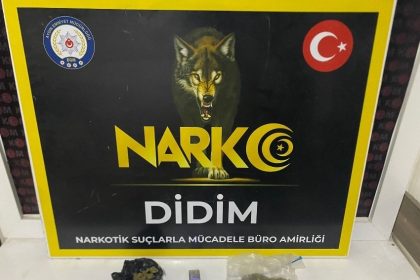 NARKO
DİDİM
NARKOTİK SUÇLARLA MÜCADELE BÜRO AMİRLİĞİ